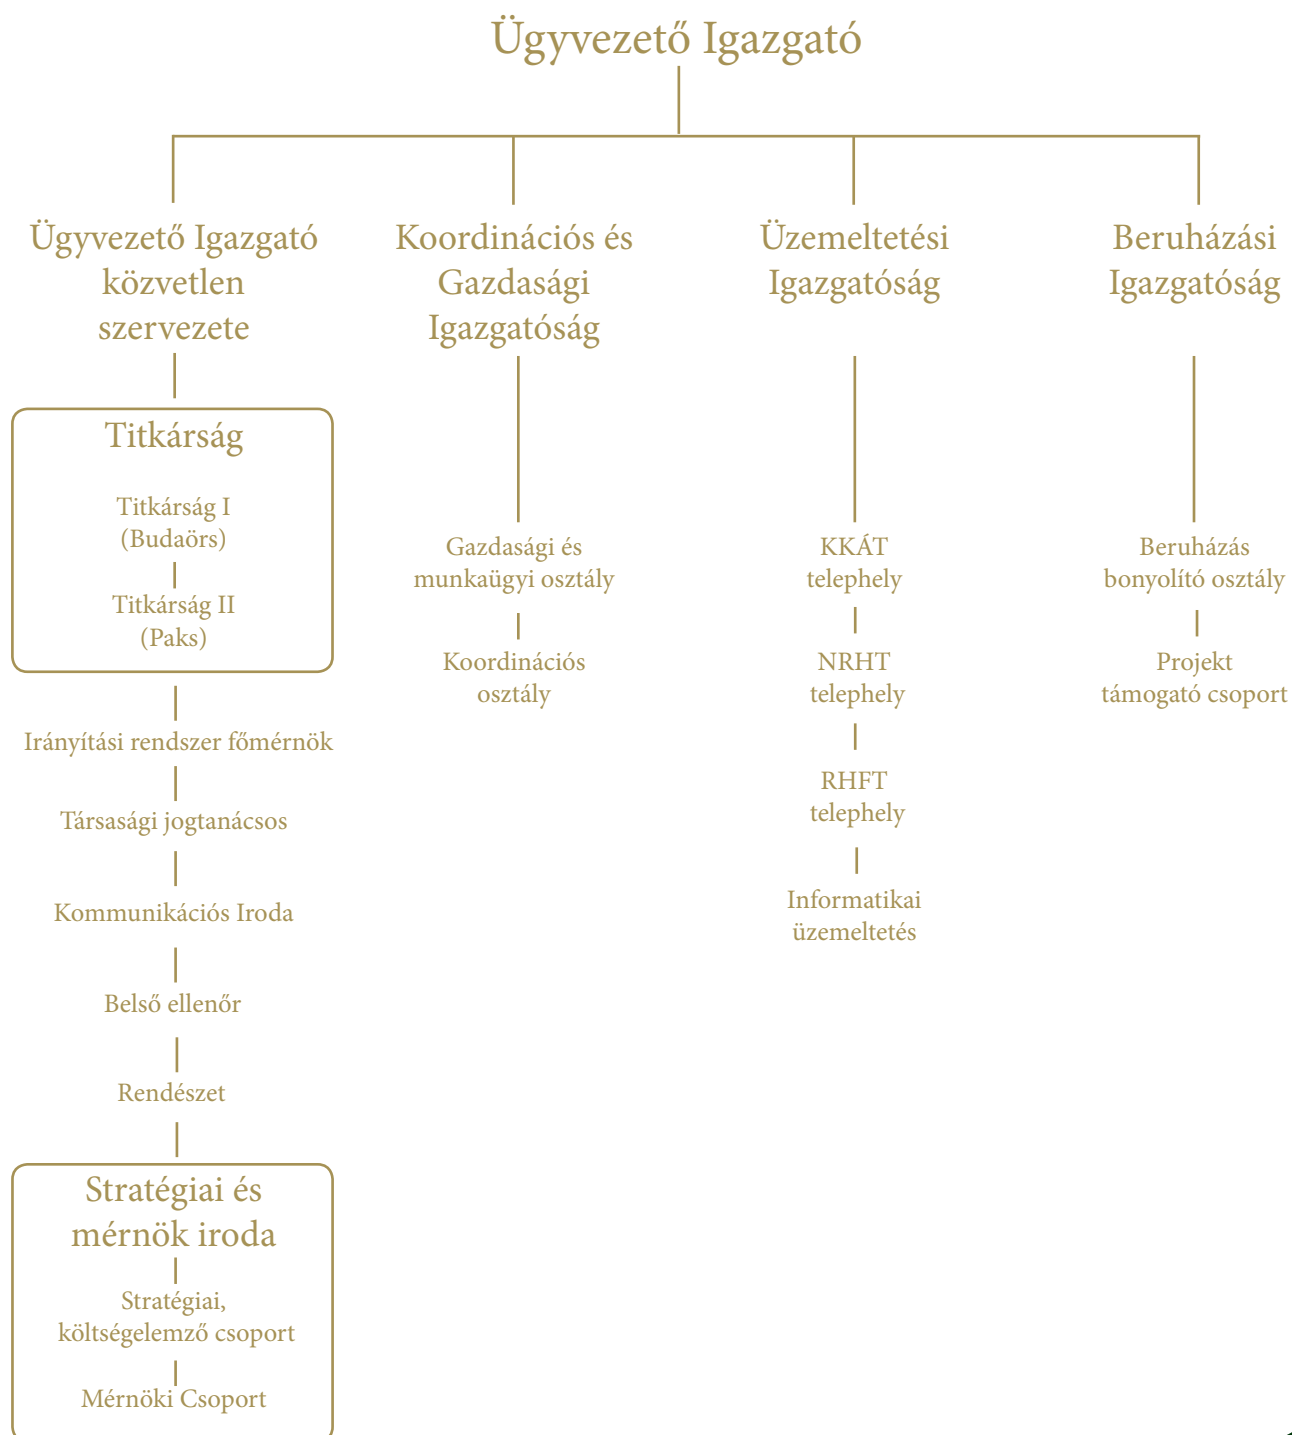 Ügyvezető Igazgató
Ügyvezető Igazgató
közvetlen
szervezete
Titkárság
Titkárság I
(Budaörs)
Titkárság II
(Paks)
Irányítási rendszer főmérnök
Társasági jogtanácsos
Kommunikációs Iroda
Belső ellenőr
Rendészet
Stratégiai és
mérnök iroda
Stratégiai,
költségelemző csoport
Mérnöki Csoport
Koordinációs és
Gazdasági
Igazgatóság
Gazdasági és
munkaügyi osztály
Koordinációs
osztály
Üzemeltetési
Igazgatóság
KKÁT
telephely
NRHT
telephely
RHFT
telephely
Informatikai
üzemeltetés
Beruházási
Igazgatóság
Beruházás
bonyolító osztály
Projekt
támogató csoport